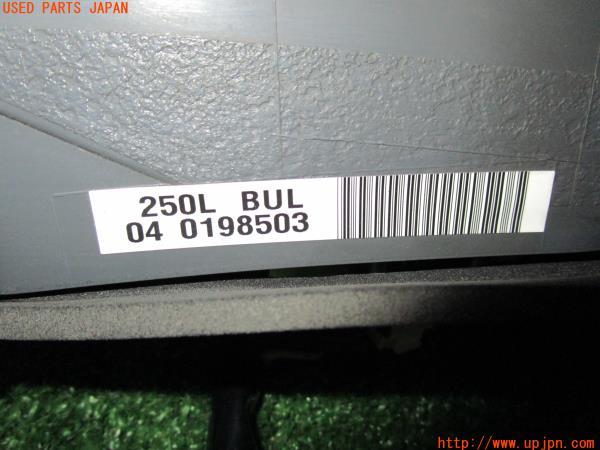 USED PARTS JAPAN
250L BUL
04 0198503
http://www.upjpn.com/